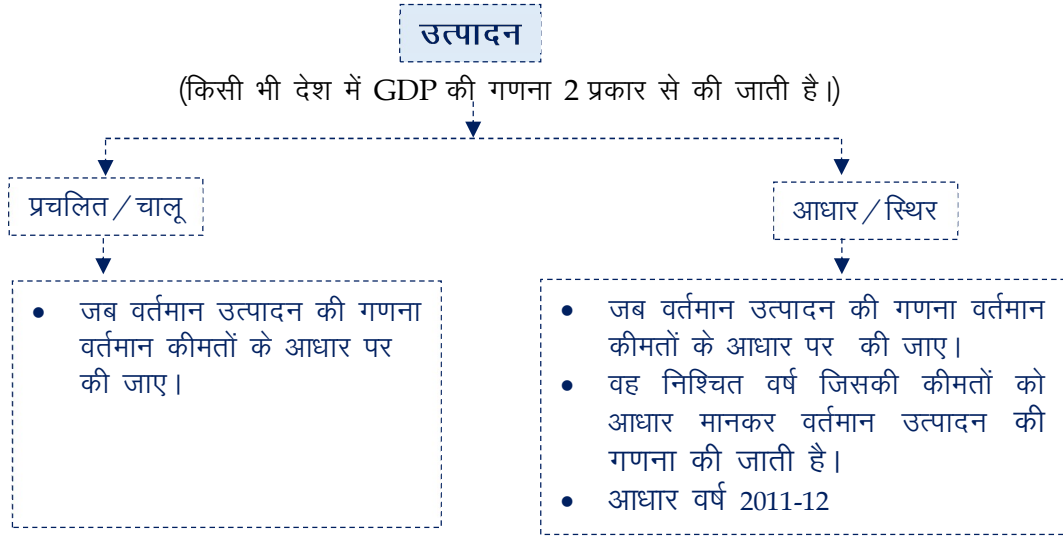 उत्पादन
(किसी भी देश में GDP की गणना 2 प्रकार से की जाती है।)
प्रचलित/चालू
आधार/स्थिर
• जब वर्तमान उत्पादन की गणना
वर्तमान कीमतों के आधार पर
की जाए।
• जब वर्तमान उत्पादन की गणना वर्तमान
कीमतों के आधार पर की जाए।
• वह निश्चित वर्ष जिसकी कीमतों को
आधार मानकर वर्तमान उत्पादन की
गणना की जाती है।
• आधार वर्ष 2011-12